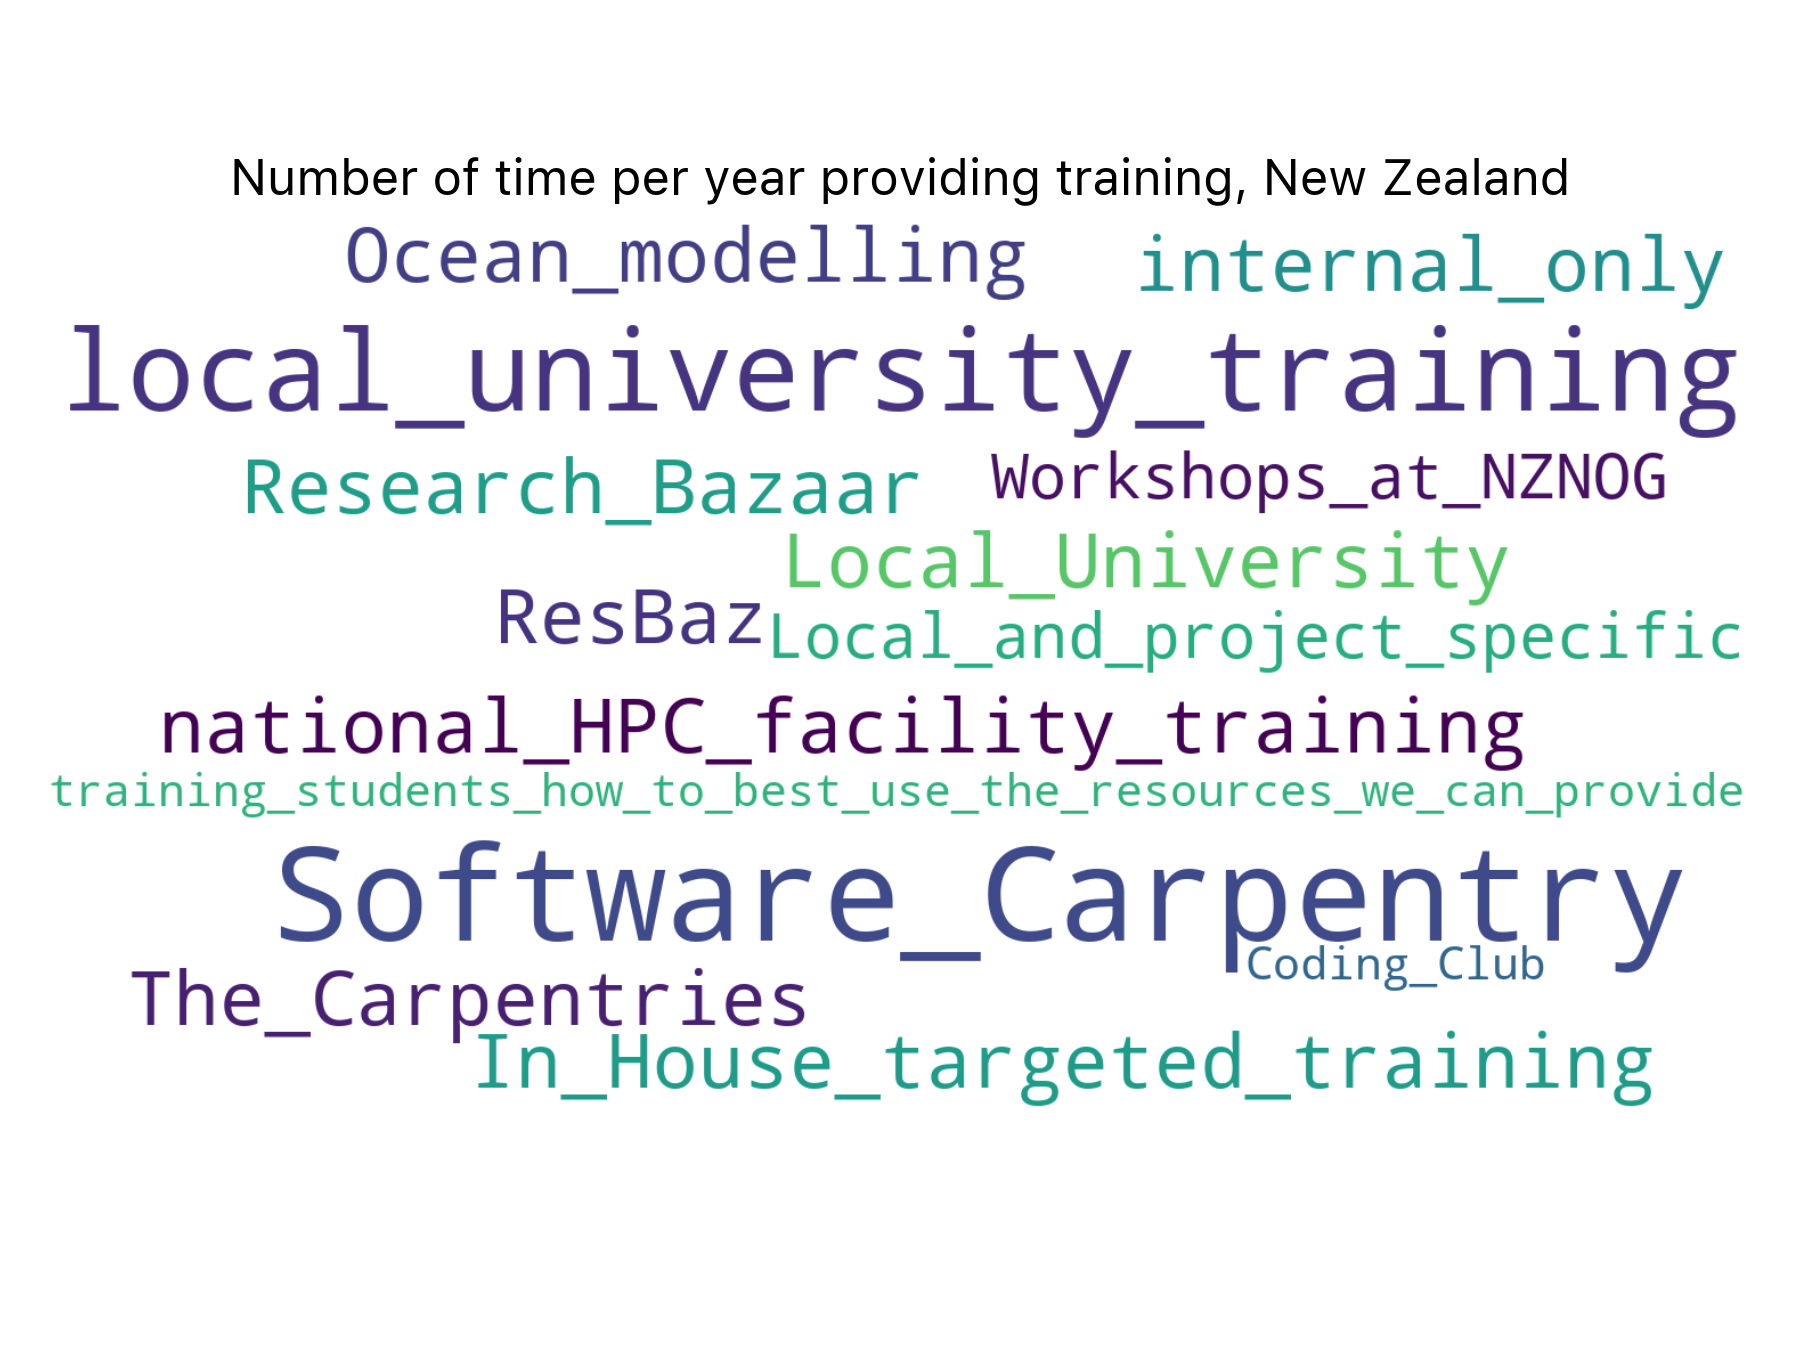 Number of time per year providing training, New Zealand
Ocean_modelling
internal_only
local_university_training
Research_Bazaar
Workshops_at_NZNOG
Local_University
ResBaz
Local_and_project_specific
national_HPC_facility_training
training_students_how_to_best_use_the_resources_we_can_provide
Software_Carpentry
Coding_Club
The_Carpentries
In_House_targeted_training